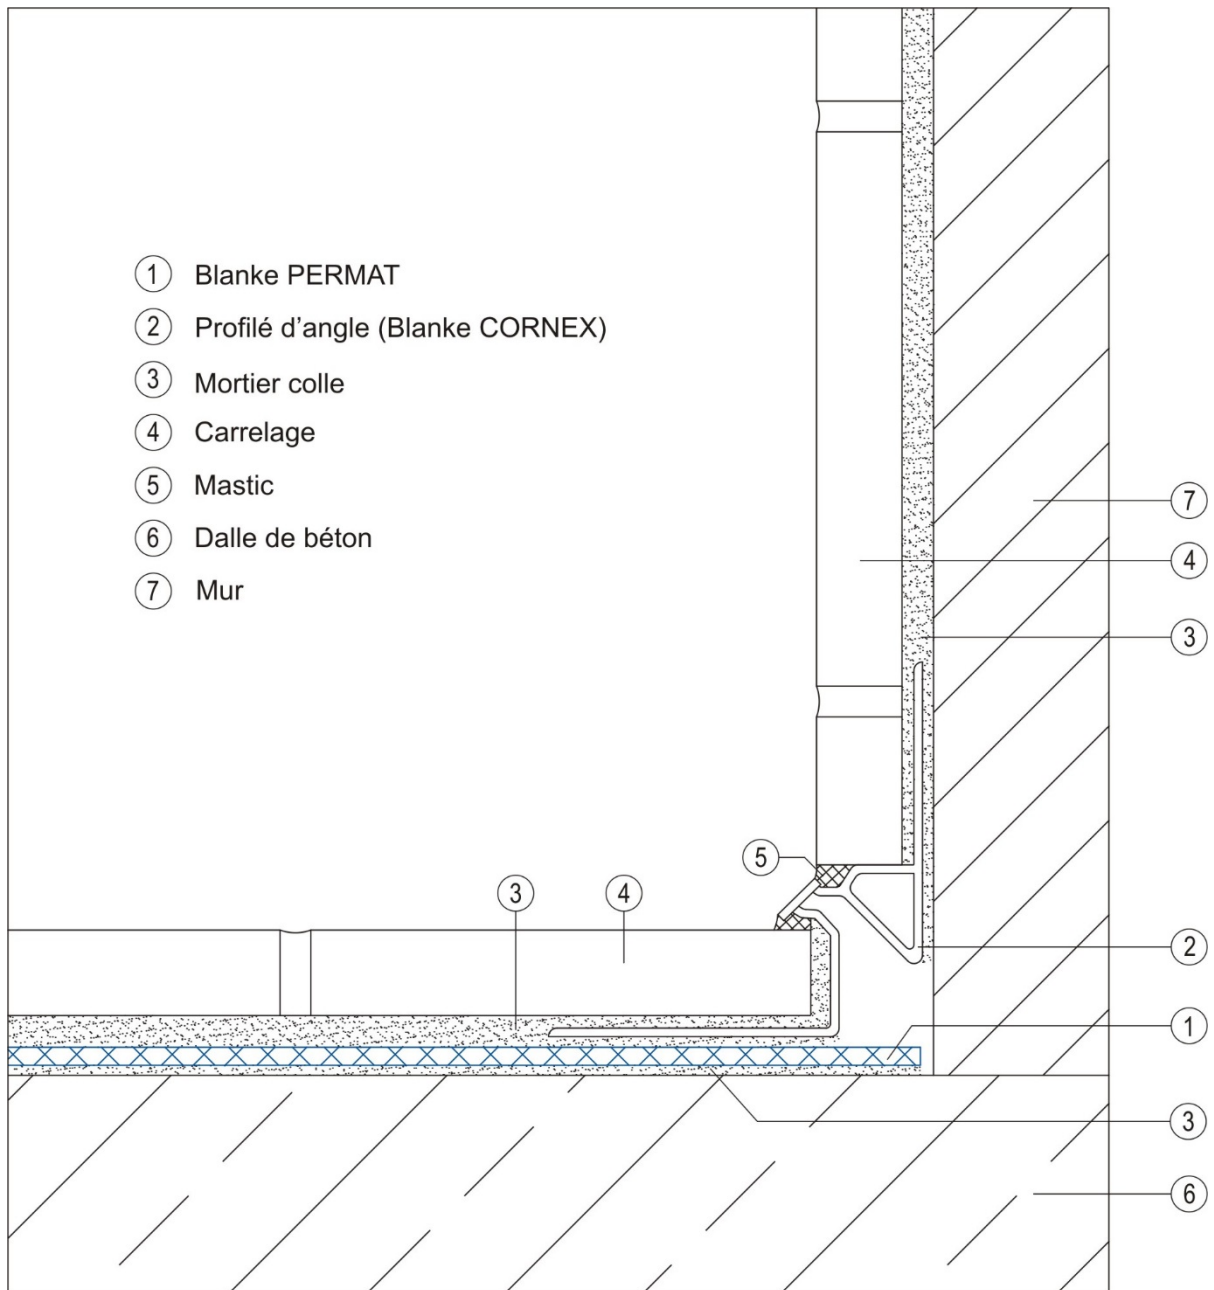 1 Blanke PERMAT
2 Profilé d'angle (Blanke CORNEX)
3 Mortier colle
4 Carrelage
5 Mastic
6 Dalle de béton
7 Mur
7
4
3
5
3 4
2
1
3
6